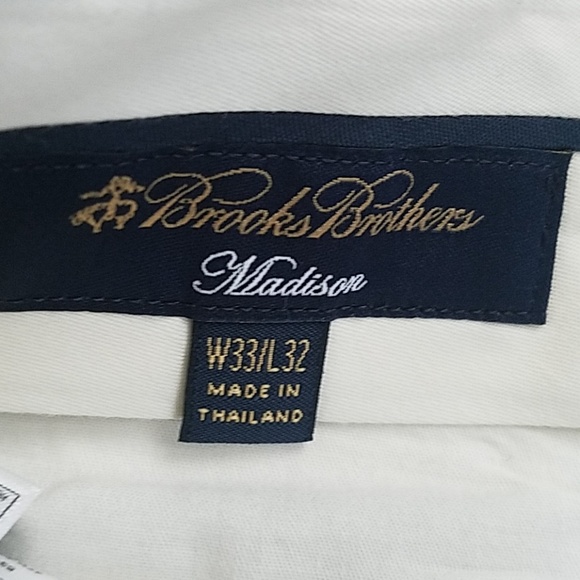 Brooks Brothers
Madison
W33/L32
MADE IN
THAILAND